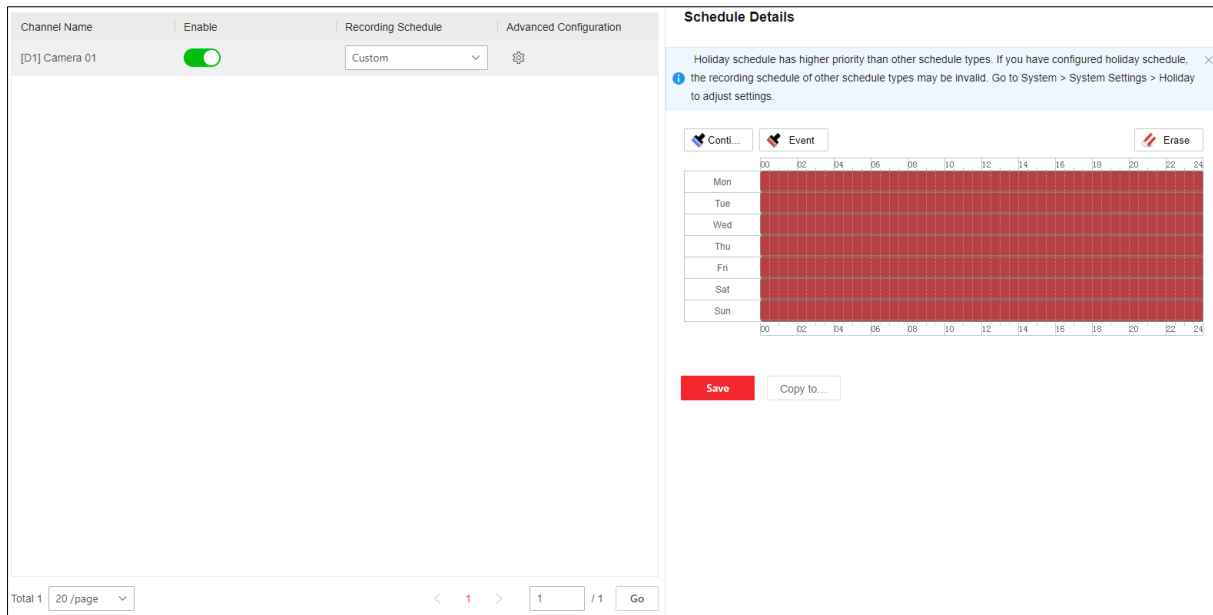 Channel Name Enable Recording Schedule Advanced Configuration
[D1] Camera 01 Custom
Total 1 20 /page < 1 > 1 / 1 Go
Schedule Details
Holiday schedule has higher priority than other schedule types. If you have configured holiday schedule,
the recording schedule of other schedule types may be invalid. Go to System > System Settings > Holiday
to adjust settings.
Conti... Event Erase
00 02 04 06 08 10 12 14 16 18 20 22 24
Mon
Tue
Wed
Thu
Fri
Sat
Sun
00 02 04 06 08 10 12 14 16 18 20 22 24
Save Copy to...